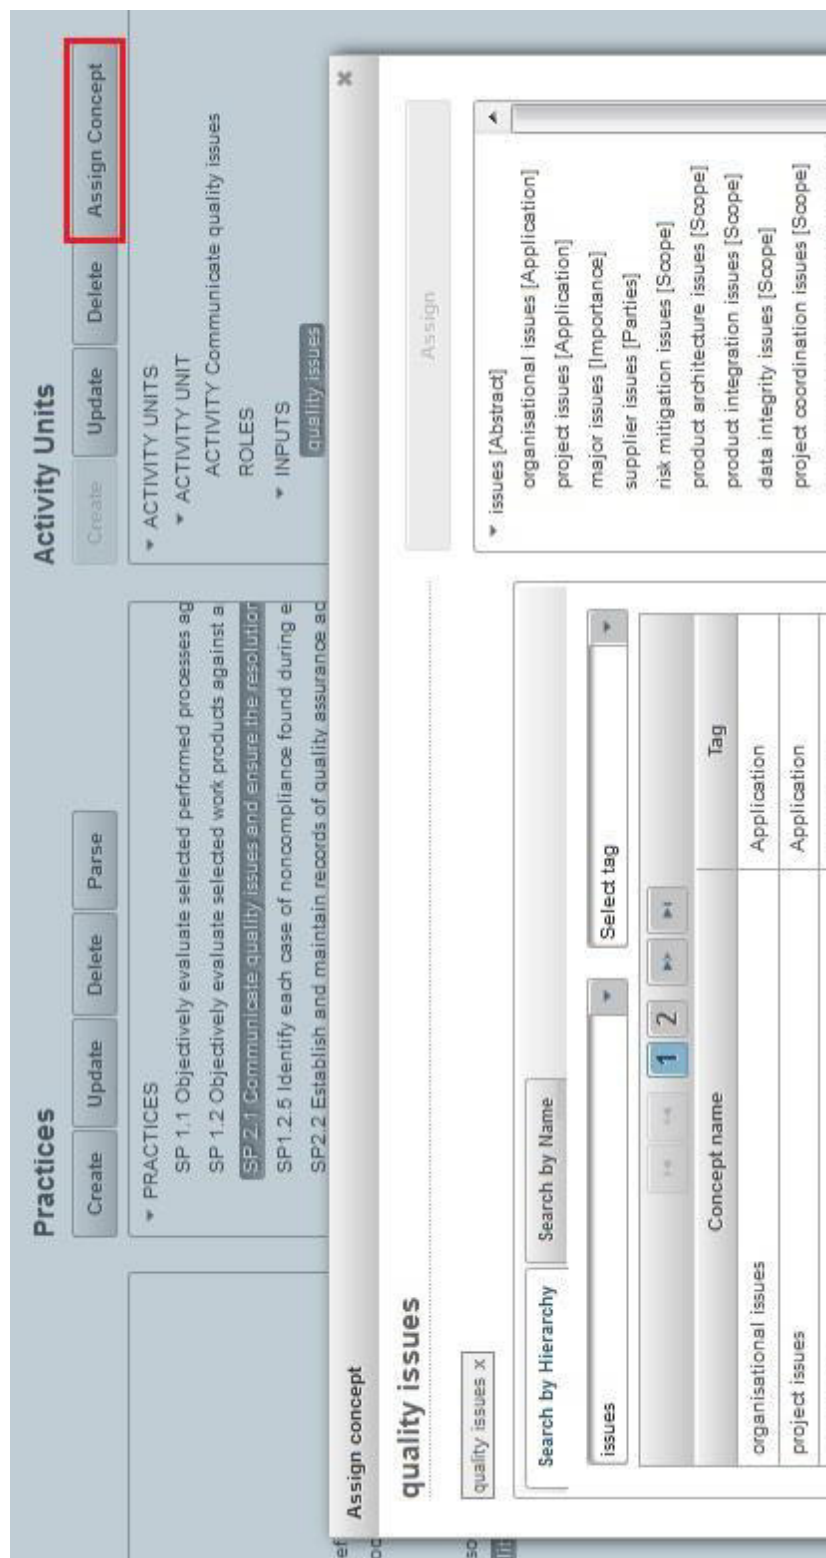 Practices
Activity Units
Create Update Delete Parse
Create Update Delete Assign Concept
PRACTICES
SP 1.1 Objectively evaluate selected performed processes ag
SP 1.2 Objectively evaluate selected work products against a
SP 2.1 Communicate quality issues and ensure the resolution
SP1.2.5 Identify each case of noncompliance found during e
SP2.2 Establish and maintain records of quality assurance ac
ACTIVITY UNITS
ACTIVITY UNIT
ACTIVITY Communicate quality issues
ROLES
INPUTS
quality issues
ef
oc
so
Assign concept
quality issues
Assign
quality issues x
Search by Hierarchy Search by Name
issues
Select tag
1 2
Concept name Tag
organisational issues Application
project issues Application
issues [Abstract]
organisational issues [Application]
project issues [Application]
major issues [Importance]
supplier issues [Parties]
risk mitigation issues [Scope]
product architecture issues [Scope]
product integration issues [Scope]
data integrity issues [Scope]
project coordination issues [Scope]